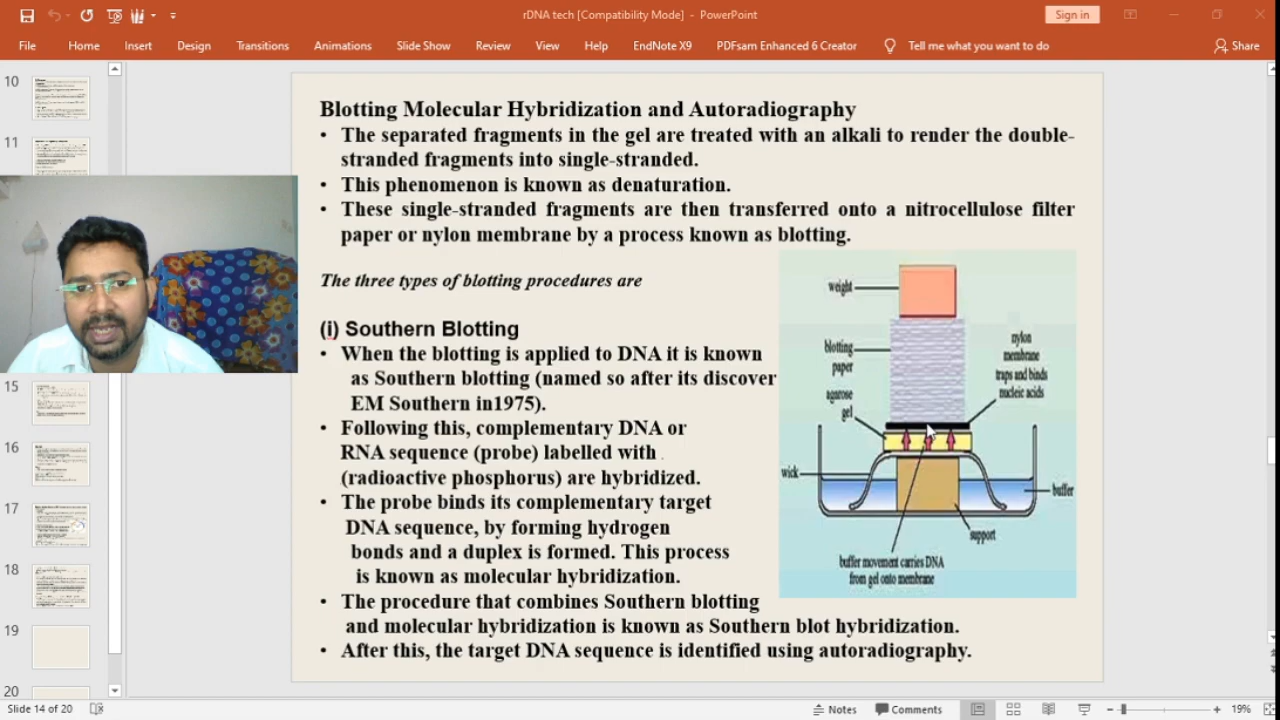 rDNA tech [Compatibility Mode] - PowerPoint
Sign in
File Home Insert Design Transitions Animations Slide Show Review View Help EndNote X9 PDFsam Enhanced 6 Creator Tell me what you want to do Share
10
11
15
16
17
18
19
20
Blotting Molecular Hybridization and Autoradiography
• The separated fragments in the gel are treated with an alkali to render the double-
stranded fragments into single-stranded.
• This phenomenon is known as denaturation.
• These single-stranded fragments are then transferred onto a nitrocellulose filter
paper or nylon membrane by a process known as blotting.
The three types of blotting procedures are
(i) Southern Blotting
• When the blotting is applied to DNA it is known
as Southern blotting (named so after its discover
EM Southern in1975).
• Following this, complementary DNA or
RNA sequence (probe) labelled with
(radioactive phosphorus) are hybridized.
• The probe binds its complementary target
DNA sequence, by forming hydrogen
bonds and a duplex is formed. This process
is known as molecular hybridization.
• The procedure that combines Southern blotting
and molecular hybridization is known as Southern blot hybridization.
• After this, the target DNA sequence is identified using autoradiography.
weight
blotting
paper
agarose
gel
wick
nylon
membrane
traps and binds
nucleic acids
buffer
support
buffer movement carries DNA
from gel onto membrane
Slide 14 of 20
Notes Comments 19%